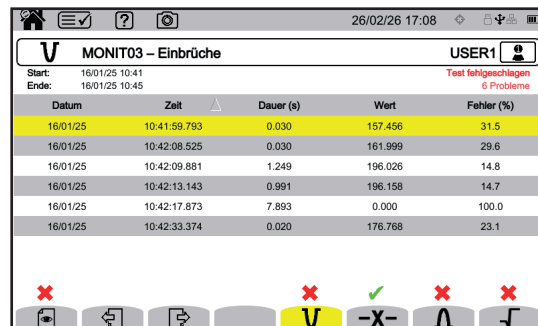 26/02/26 17:08
MONIT03 – Einbrüche USER1
Start: 16/01/25 10:41 Test fehlgeschlagen
Ende: 16/01/25 10:45 6 Probleme
Datum Zeit Dauer (s) Wert Fehler (%)
16/01/25 10:41:59.793 0.030 157.456 31.5
16/01/25 10:42:08.525 0.030 161.999 29.6
16/01/25 10:42:09.881 1.249 196.026 14.8
16/01/25 10:42:13.143 0.991 196.158 14.7
16/01/25 10:42:17.873 7.893 0.000 100.0
16/01/25 10:42:33.374 0.020 176.768 23.1
-X-